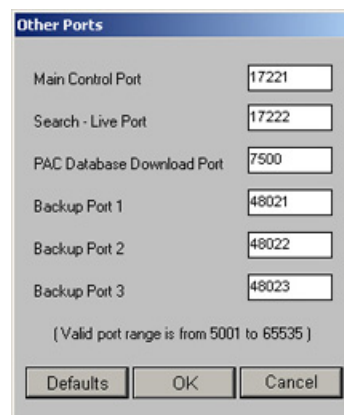 Other Ports
Main Control Port 17221
Search - Live Port 17222
PAC Database Download Port 7500
Backup Port 1 48021
Backup Port 2 48022
Backup Port 3 48023
( Valid port range is from 5001 to 65535 )
Defaults OK Cancel